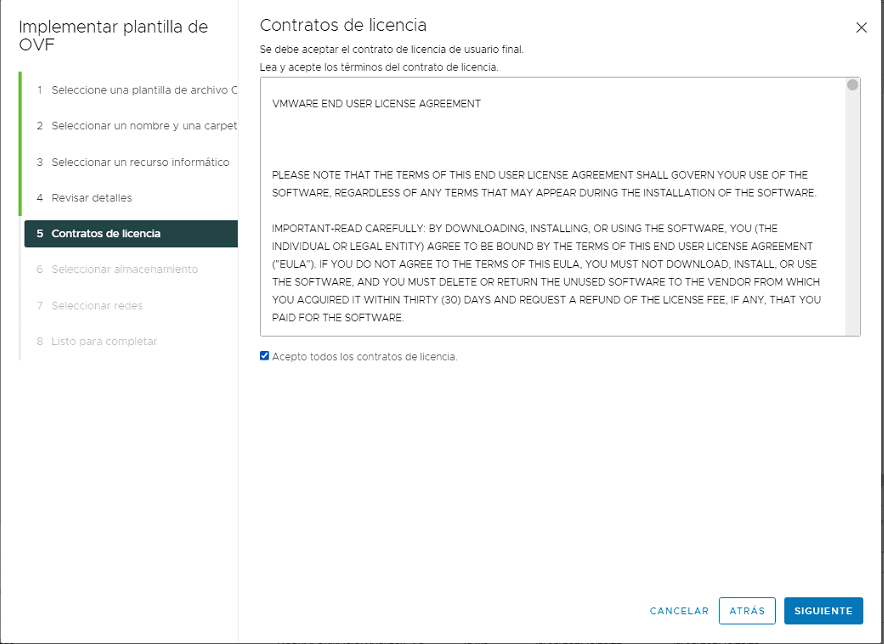 Implementar plantilla de
OVF
1 Seleccione una plantilla de archivo
2 Seleccionar un nombre y una carpet
3 Seleccionar un recurso informático
4 Revisar detalles
5 Contratos de licencia
6 Seleccionar almacenamiento
7 Seleccionar redes
8 Listo para completar
Contratos de licencia
Se debe aceptar el contrato de licencia de usuario final.
Lea y acepte los términos del contrato de licencia.
VMWARE END USER LICENSE AGREEMENT
PLEASE NOTE THAT THE TERMS OF THIS END USER LICENSE AGREEMENT SHALL GOVERN YOUR USE OF THE
SOFTWARE, REGARDLESS OF ANY TERMS THAT MAY APPEAR DURING THE INSTALLATION OF THE SOFTWARE.
IMPORTANT-READ CAREFULLY: BY DOWNLOADING, INSTALLING, OR USING THE SOFTWARE, YOU (THE
INDIVIDUAL OR LEGAL ENTITY) AGREE TO BE BOUND BY THE TERMS OF THIS END USER LICENSE AGREEMENT
("EULA"). IF YOU DO NOT AGREE TO THE TERMS OF THIS EULA, YOU MUST NOT DOWNLOAD, INSTALL, OR USE
THE SOFTWARE, AND YOU MUST DELETE OR RETURN THE UNUSED SOFTWARE TO THE VENDOR FROM WHICH
YOU ACQUIRED IT WITHIN THIRTY (30) DAYS AND REQUEST A REFUND OF THE LICENSE FEE, IF ANY, THAT YOU
PAID FOR THE SOFTWARE.
Acepto todos los contratos de licencia.
CANCELAR ATRÁS SIGUIENTE